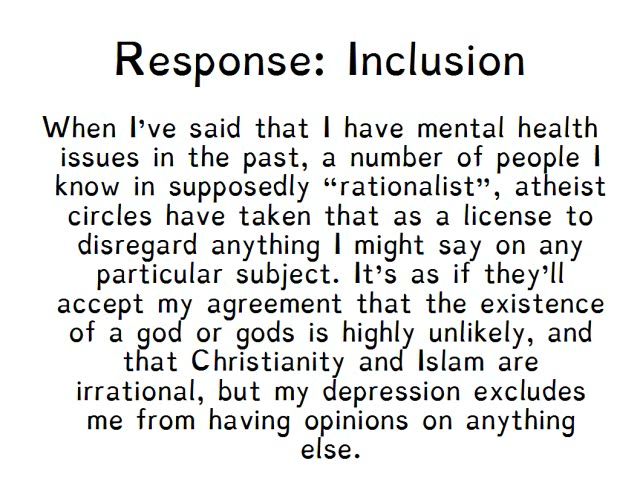 Response: Inclusion
When I’ve said that I have mental health
issues in the past, a number of people I
know in supposedly “rationalist”, atheist
circles have taken that as a license to
disregard anything I might say on any
particular subject. It’s as if they’ll
accept my agreement that the existence
of a god or gods is highly unlikely, and
that Christianity and Islam are
irrational, but my depression excludes
me from having opinions on anything
else.